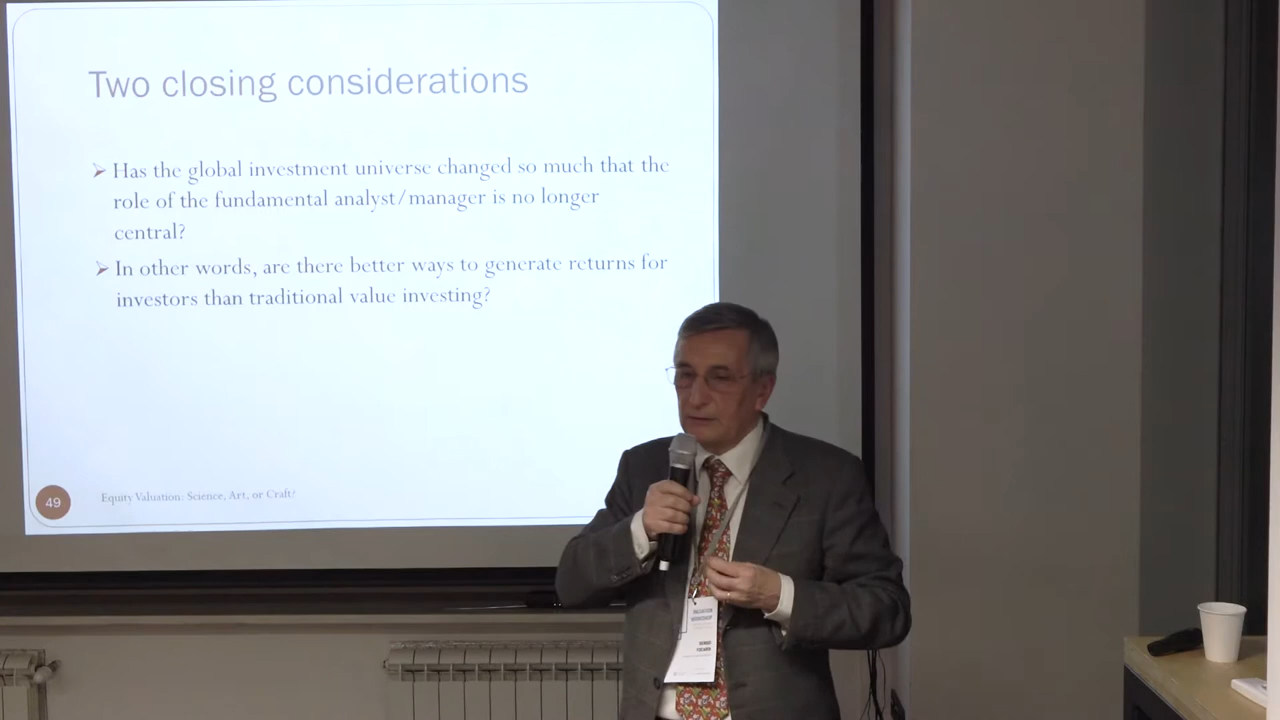 Two closing considerations
Has the global investment universe changed so much that the
role of the fundamental analyst/manager is no longer
central?
In other words, are there better ways to generate returns for
investors than traditional value investing?
49
Equity Valuation: Science, Art, or Craft?
VALUATION
WORKSHOP